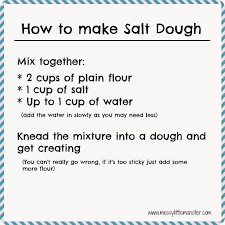 How to make Salt Dough
Mix together:
* 2 cups of plain flour
* 1 cup of salt
* Up to 1 cup of water
(add the water in slowly as you may need less)
Knead the mixture into a dough and
get creating
(You can't really go wrong, if it's too sticky just add some
more flour)
www.messylittlemonster.com